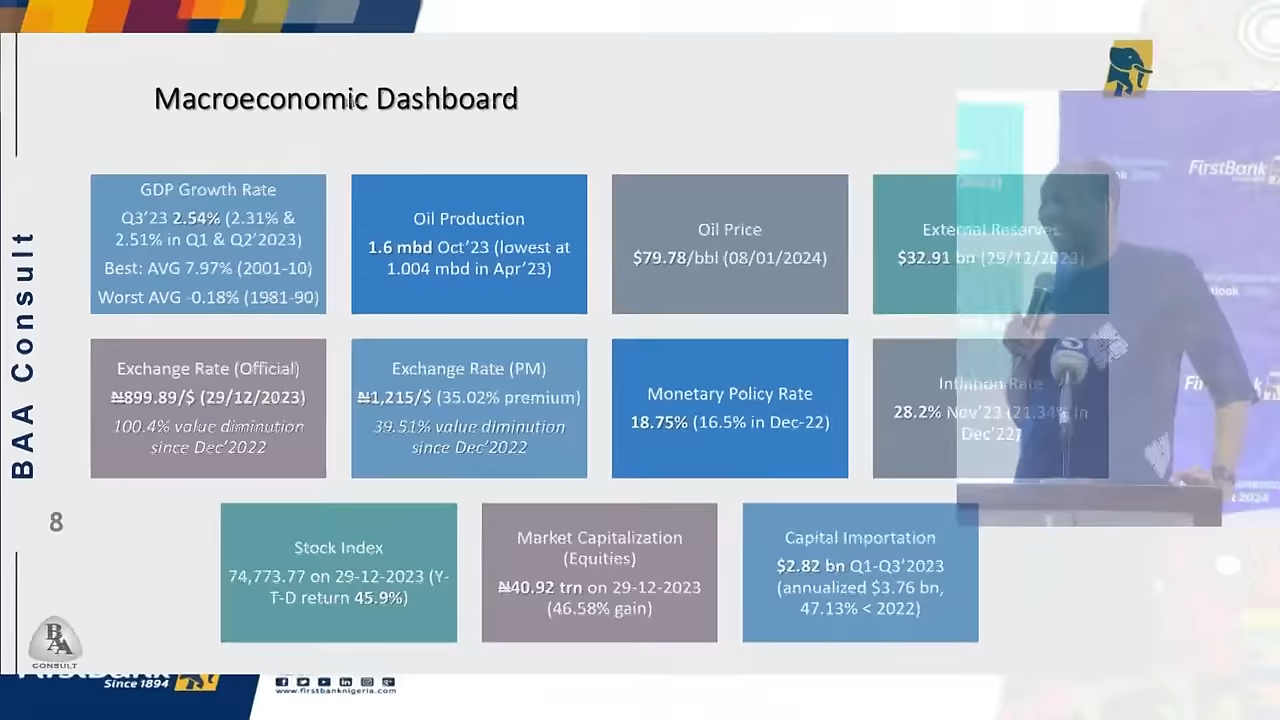 Macroeconomic Dashboard
BAA Consult
GDP Growth Rate
Q3’23 2.54% (2.31% &
2.51% in Q1 & Q2’2023)
Best: AVG 7.97% (2001-10)
Worst AVG -0.18% (1981-90)
Oil Production
1.6 mbd Oct’23 (lowest at
1.004 mbd in Apr’23)
Oil Price
$79.78/bbl (08/01/2024)
External Reserves
$32.91 bn (29/12/2023)
FirstBank
Exchange Rate (Official)
₦899.89/$ (29/12/2023)
100.4% value diminution
since Dec’2022
Exchange Rate (PM)
₦1,215/$ (35.02% premium)
39.51% value diminution
since Dec’2022
Monetary Policy Rate
18.75% (16.5% in Dec-22)
Inflation Rate
28.2% Nov’23 (21.34% in
Dec’22)
8
Stock Index
74,773.77 on 29-12-2023 (Y-
T-D return 45.9%)
Market Capitalization
(Equities)
₦40.92 trn on 29-12-2023
(46.58% gain)
Capital Importation
$2.82 bn Q1-Q3’2023
(annualized $3.76 bn,
47.13% < 2022)
BAA
CONSULT
FirstBank
Since 1894
www.firstbanknigeria.com